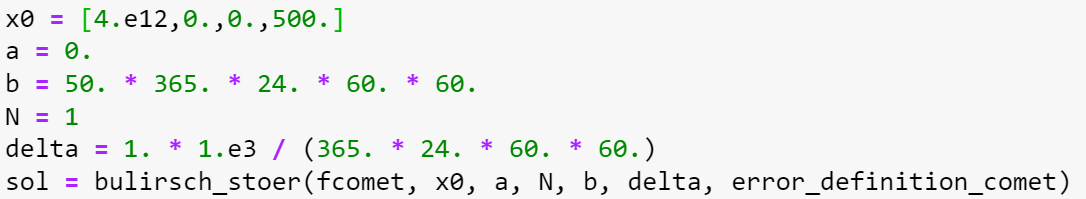 x0 = [4.e12,0.,0.,500.]
a = 0.
b = 50. * 365. * 24. * 60. * 60.
N = 1
delta = 1. * 1.e3 / (365. * 24. * 60. * 60.)
sol = bulirsch_stoer(fcomet, x0, a, N, b, delta, error_definition_comet)